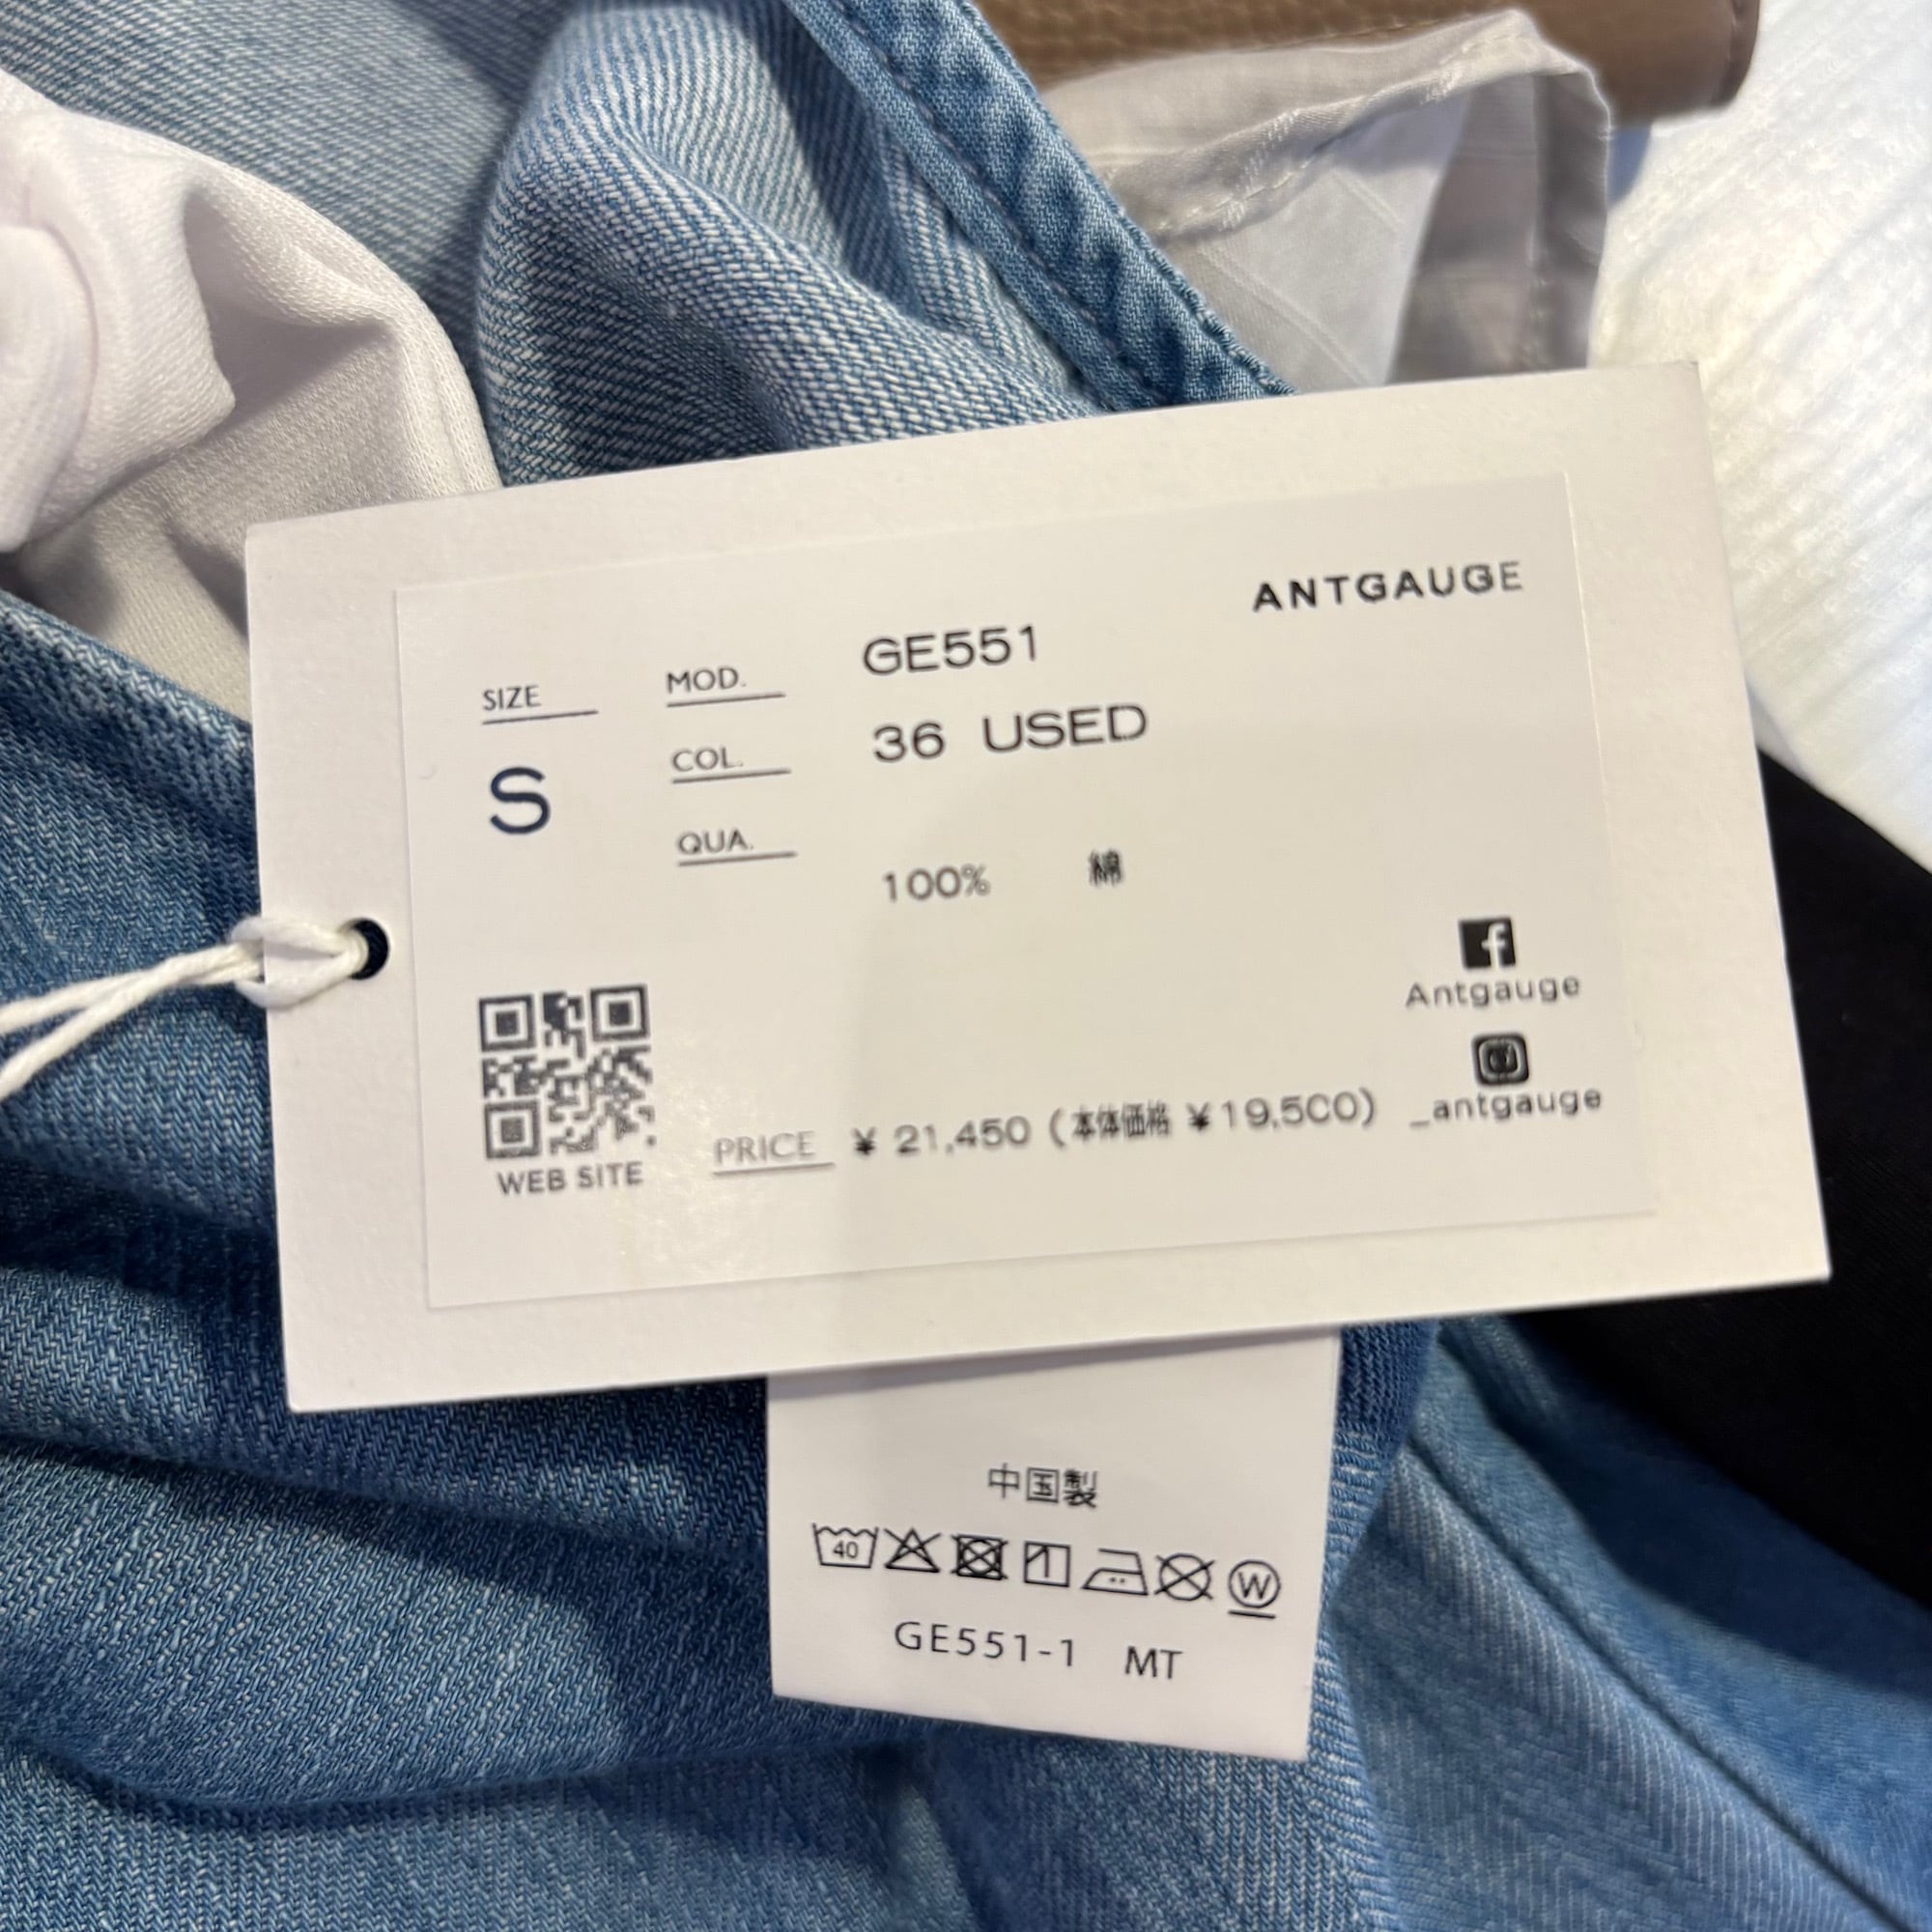 ANTGAUGE
SIZE
S
MOD. GE551
COL. 36 USED
QUA.
100% 綿
Antgauge
_antgauge
WEB SITE
PRICE ¥ 21,450 (本体価格 ¥19,500)
中国製
40
W
GE551-1 MT